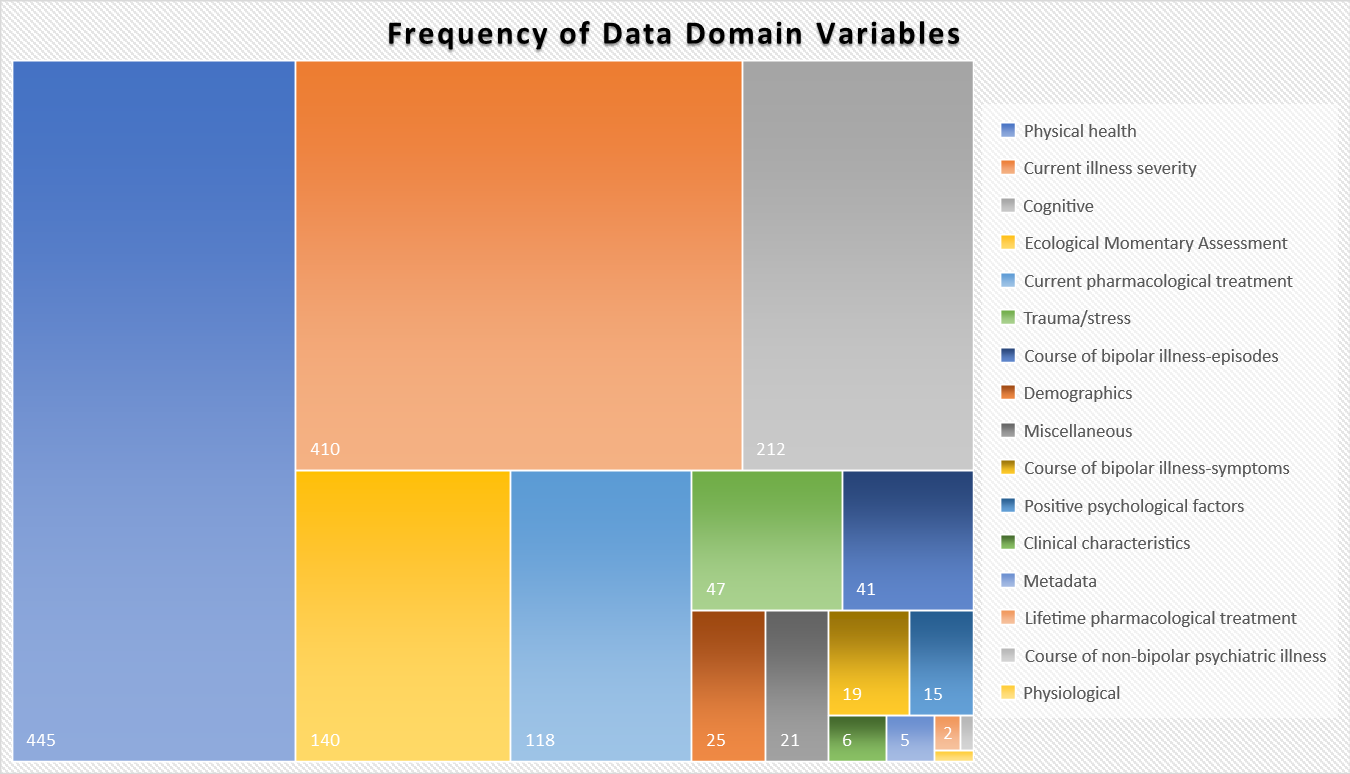 Frequency of Data Domain Variables
445
410
212
140
118
47
41
25
21
19
15
6
5
2
Physical health
Current illness severity
Cognitive
Ecological Momentary Assessment
Current pharmacological treatment
Trauma/stress
Course of bipolar illness-episodes
Demographics
Miscellaneous
Course of bipolar illness-symptoms
Positive psychological factors
Clinical characteristics
Metadata
Lifetime pharmacological treatment
Course of non-bipolar psychiatric illness
Physiological